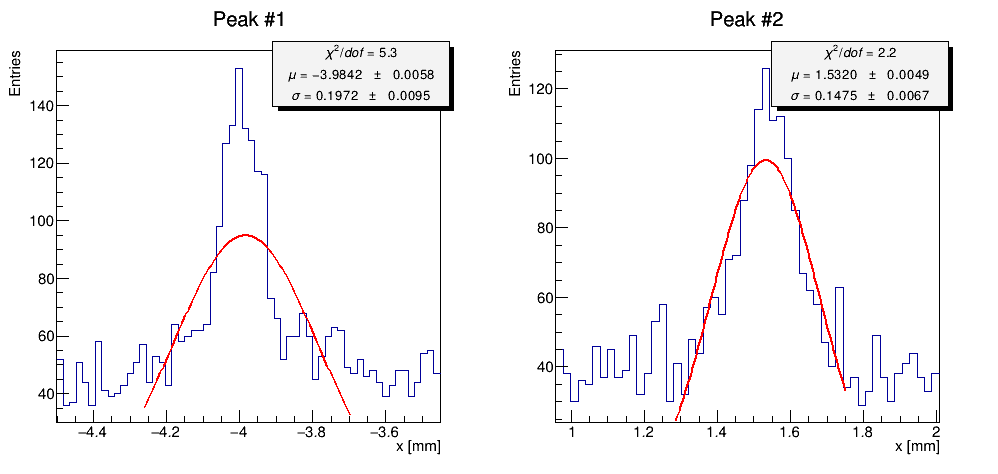 Peak #1
Entries
χ²/dof = 5.3
μ = −3.9842 ± 0.0058
σ = 0.1972 ± 0.0095
140
120
100
80
60
40
−4.4 −4.2 −4 −3.8 −3.6
x [mm]
Peak #2
Entries
χ²/dof = 2.2
μ = 1.5320 ± 0.0049
σ = 0.1475 ± 0.0067
120
100
80
60
40
1 1.2 1.4 1.6 1.8 2
x [mm]